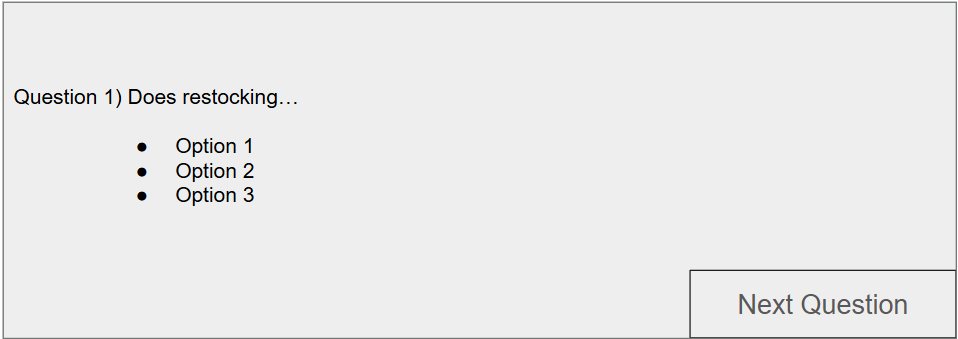 Question 1) Does restocking…
● Option 1
● Option 2
● Option 3
Next Question